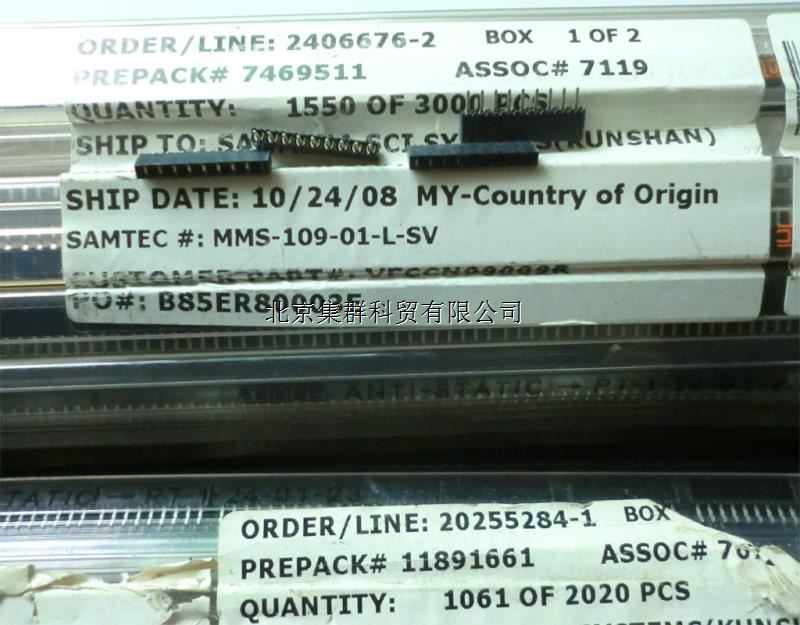 ORDER/LINE: 2406676-2 BOX 1 OF 2
PREPACK# 7469511 ASSOC# 7119
QUANTITY: 1550 OF 3000 PCS
SHIP TO: (KUNSHAN)
SHIP DATE: 10/24/08 MY-Country of Origin
SAMTEC #: MMS-109-01-L-SV
CUSTOMER PART#:
PO#: B85ER80003E
北京集群科贸有限公司
samtec ANTI-STATIC
ORDER/LINE: 20255284-1 BOX
PREPACK# 11891661 ASSOC#
QUANTITY: 1061 OF 2020 PCS